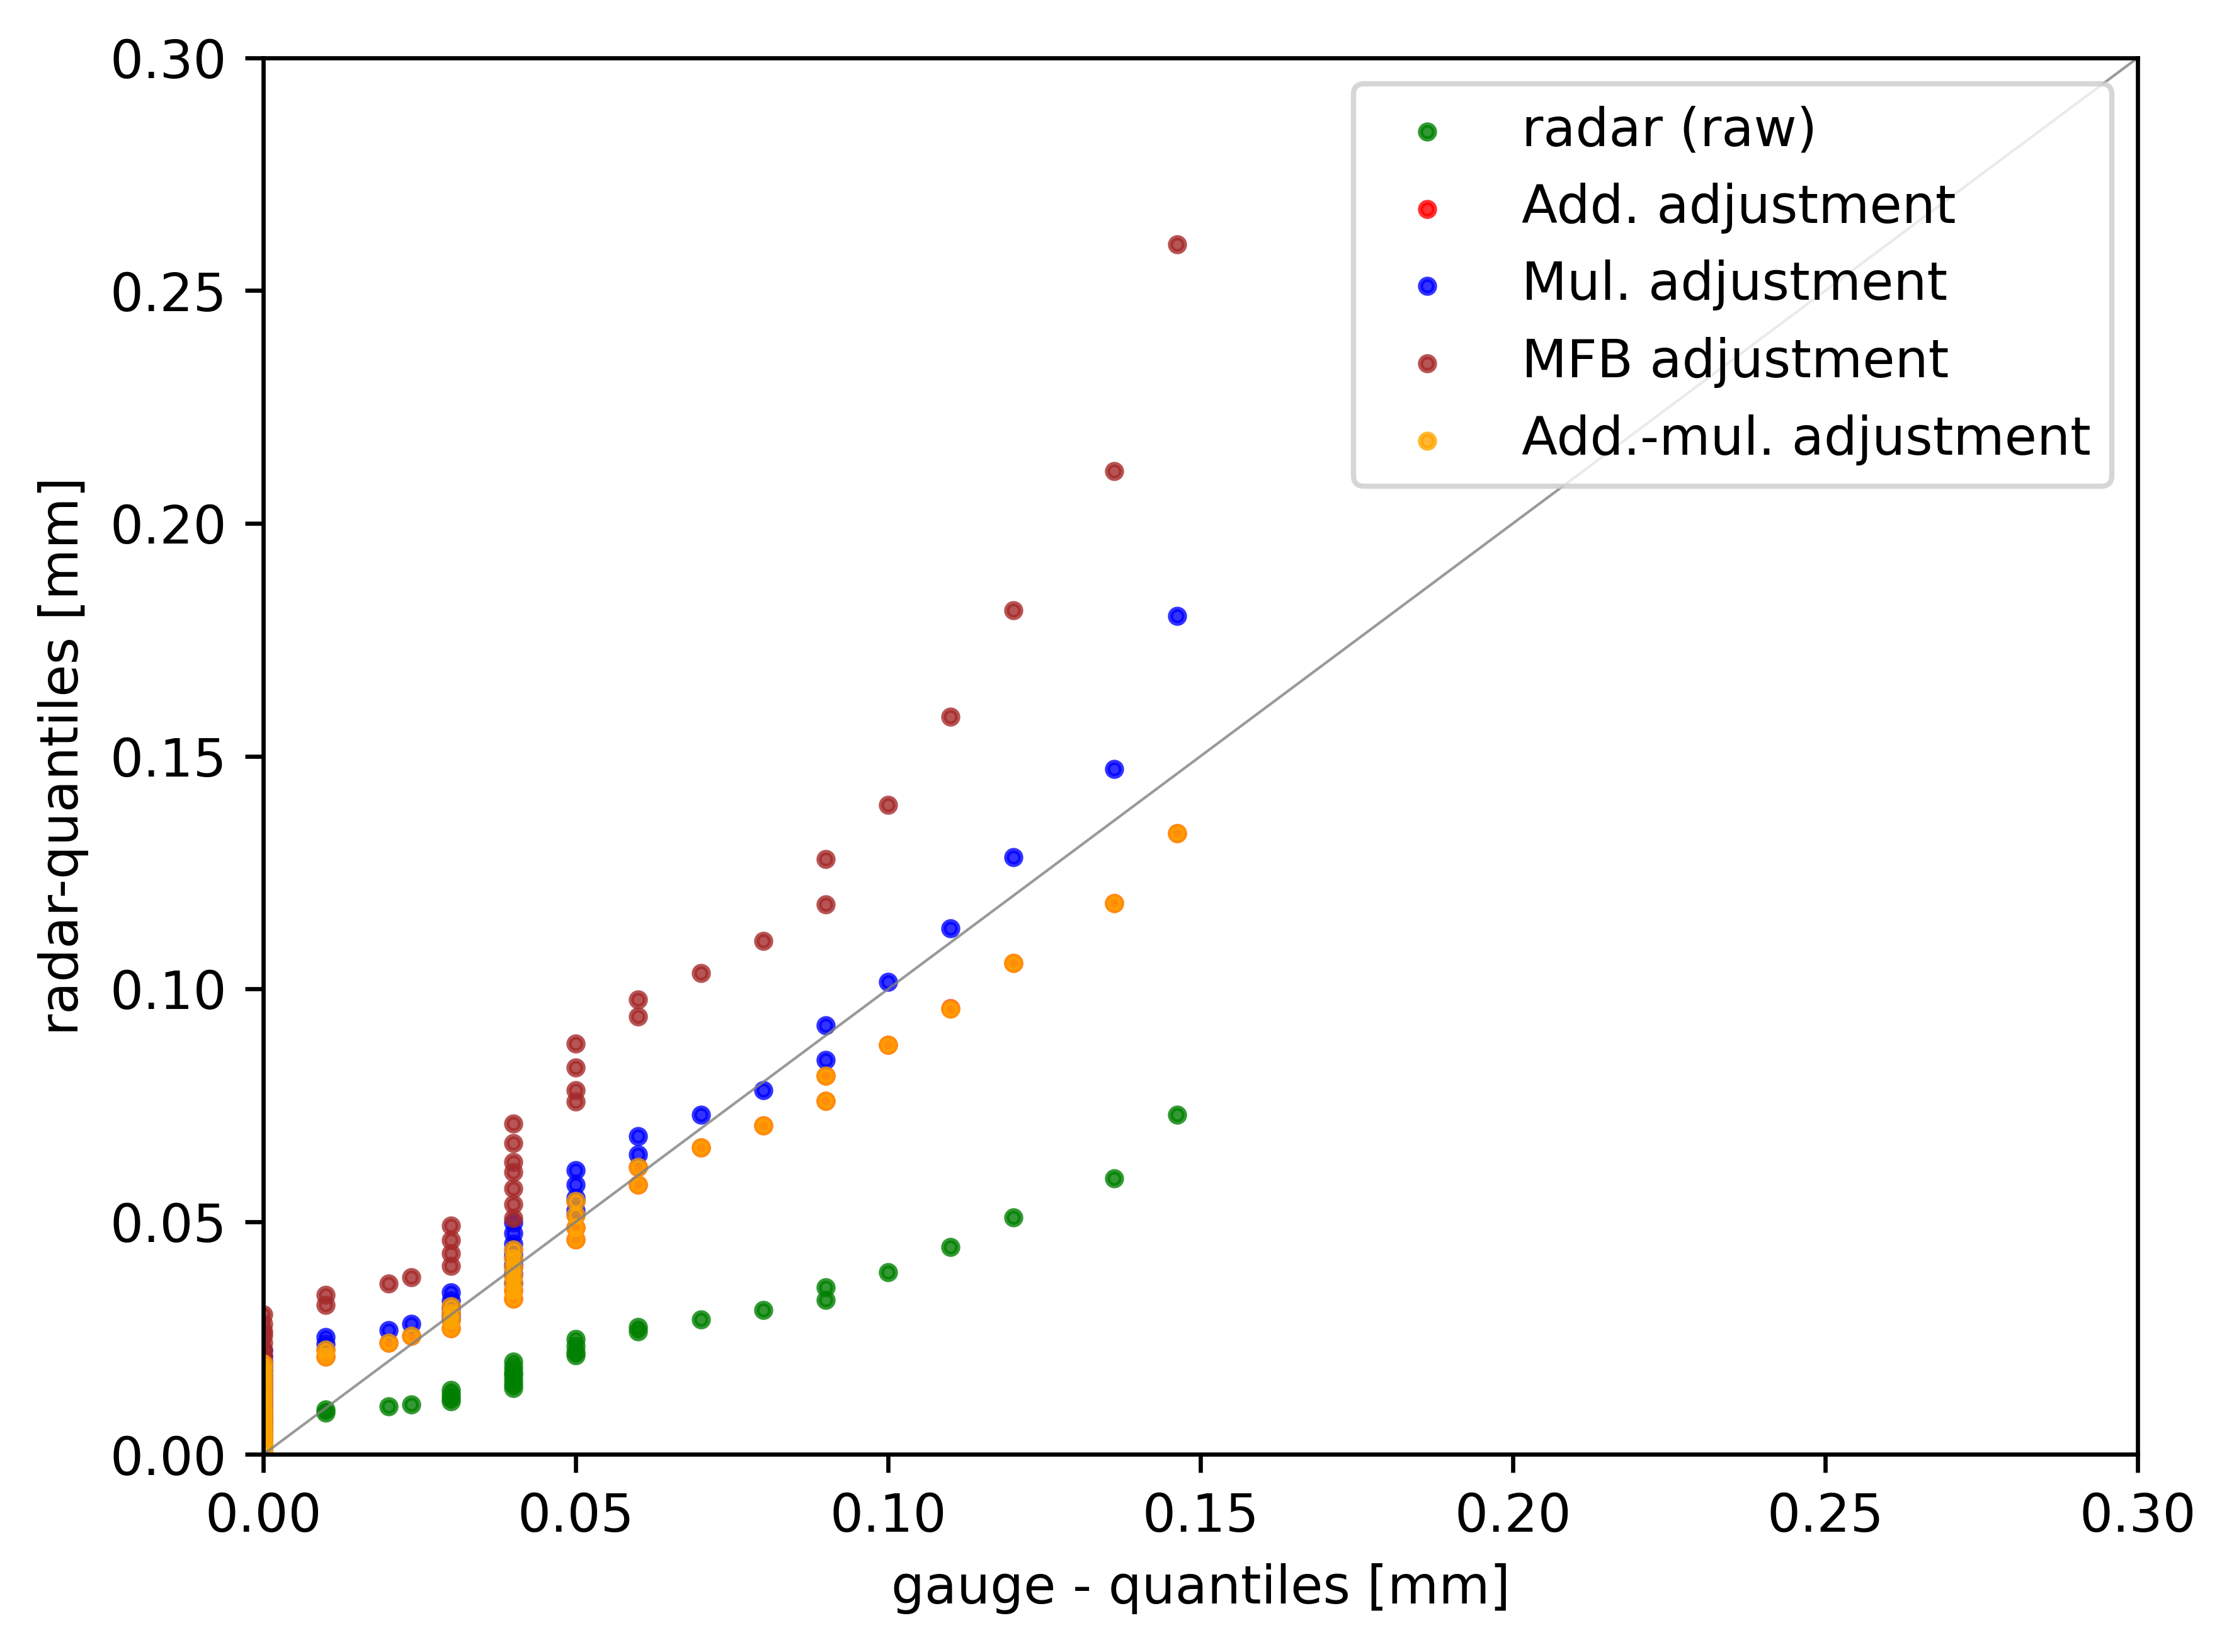 0.30
0.25
0.20
0.15
0.10
0.05
0.00
radar-quantiles [mm]
radar (raw)
Add. adjustment
Mul. adjustment
MFB adjustment
Add.-mul. adjustment
0.00 0.05 0.10 0.15 0.20 0.25 0.30
gauge - quantiles [mm]